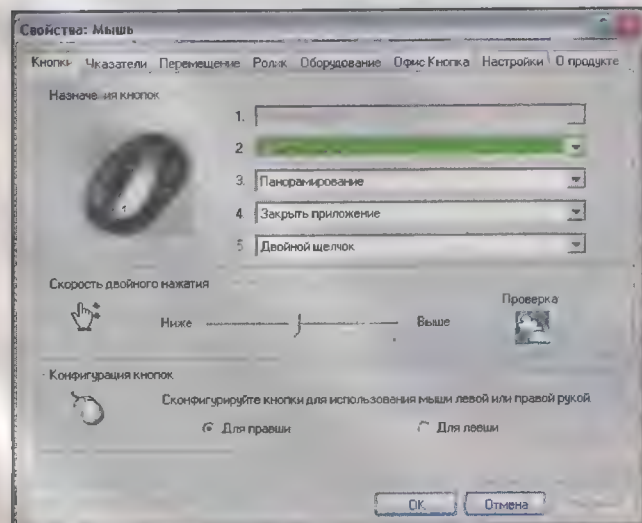 Свойства: Мышь
Кнопки Указатели Перемещение Ролик Оборудование Офис Кнопка Настройки О продукте
Назначения кнопок
1.
2
3. Панорамирование
4 Закрыть приложение
5 Двойной щелчок
Скорость двойного нажатия
Проверка
Ниже Выше
Конфигурация кнопок
Сконфигурируйте кнопки для использования мыши левой или правой рукой
Для правши Для левши
OK Отмена